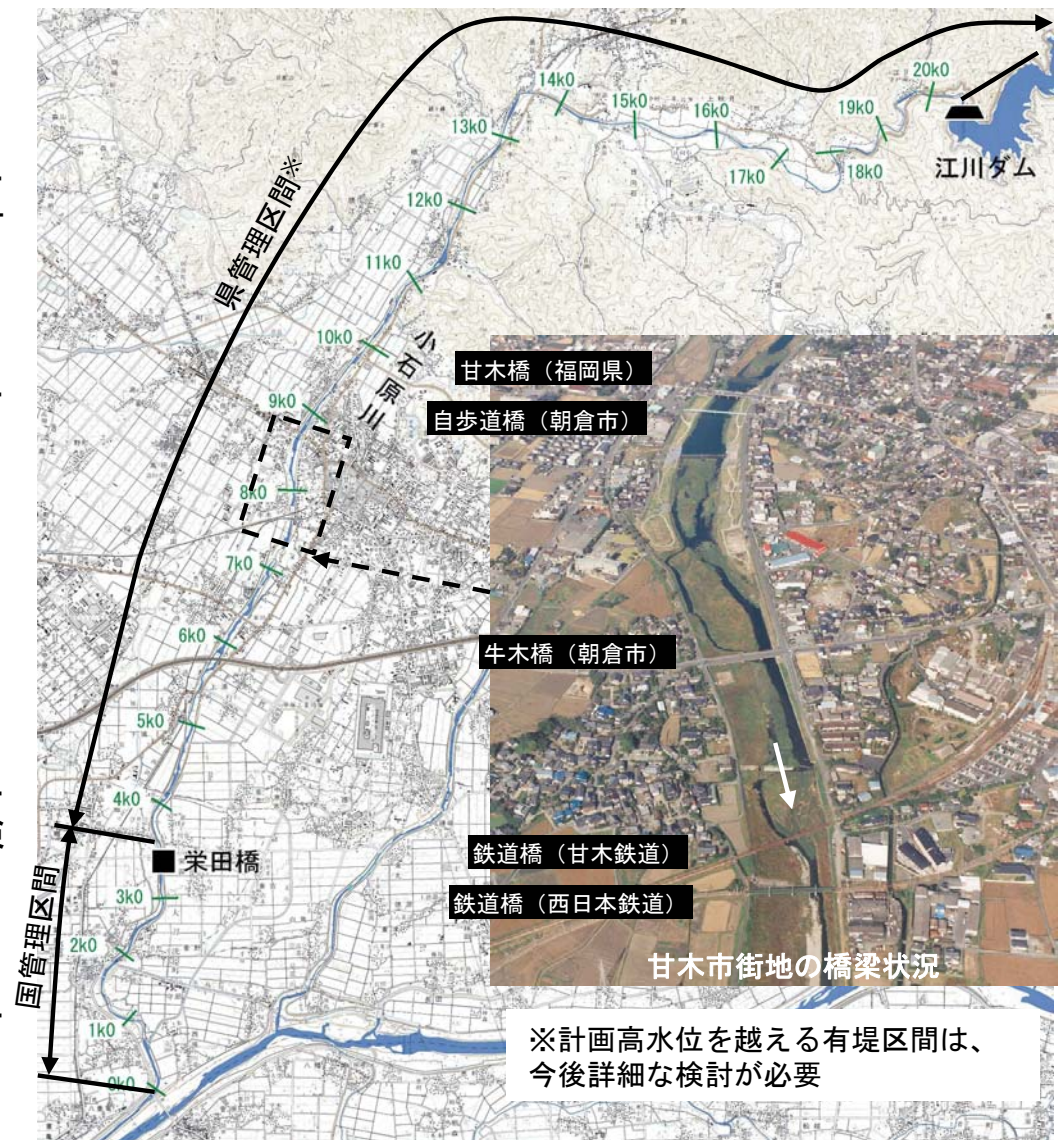 20k0
14k0
15k0
16k0
19k0
13k0
18k0
17k0
江川ダム
県管理区間※
12k0
11k0
小石原川
10k0
甘木橋（福岡県）
9k0
自歩道橋（朝倉市）
8k0
7k0
6k0
牛木橋（朝倉市）
5k0
4k0
栄田橋
鉄道橋（甘木鉄道）
3k0
鉄道橋（西日本鉄道）
国管理区間
2k0
甘木市街地の橋梁状況
1k0
※計画高水位を越える有堤区間は、
今後詳細な検討が必要
0k0